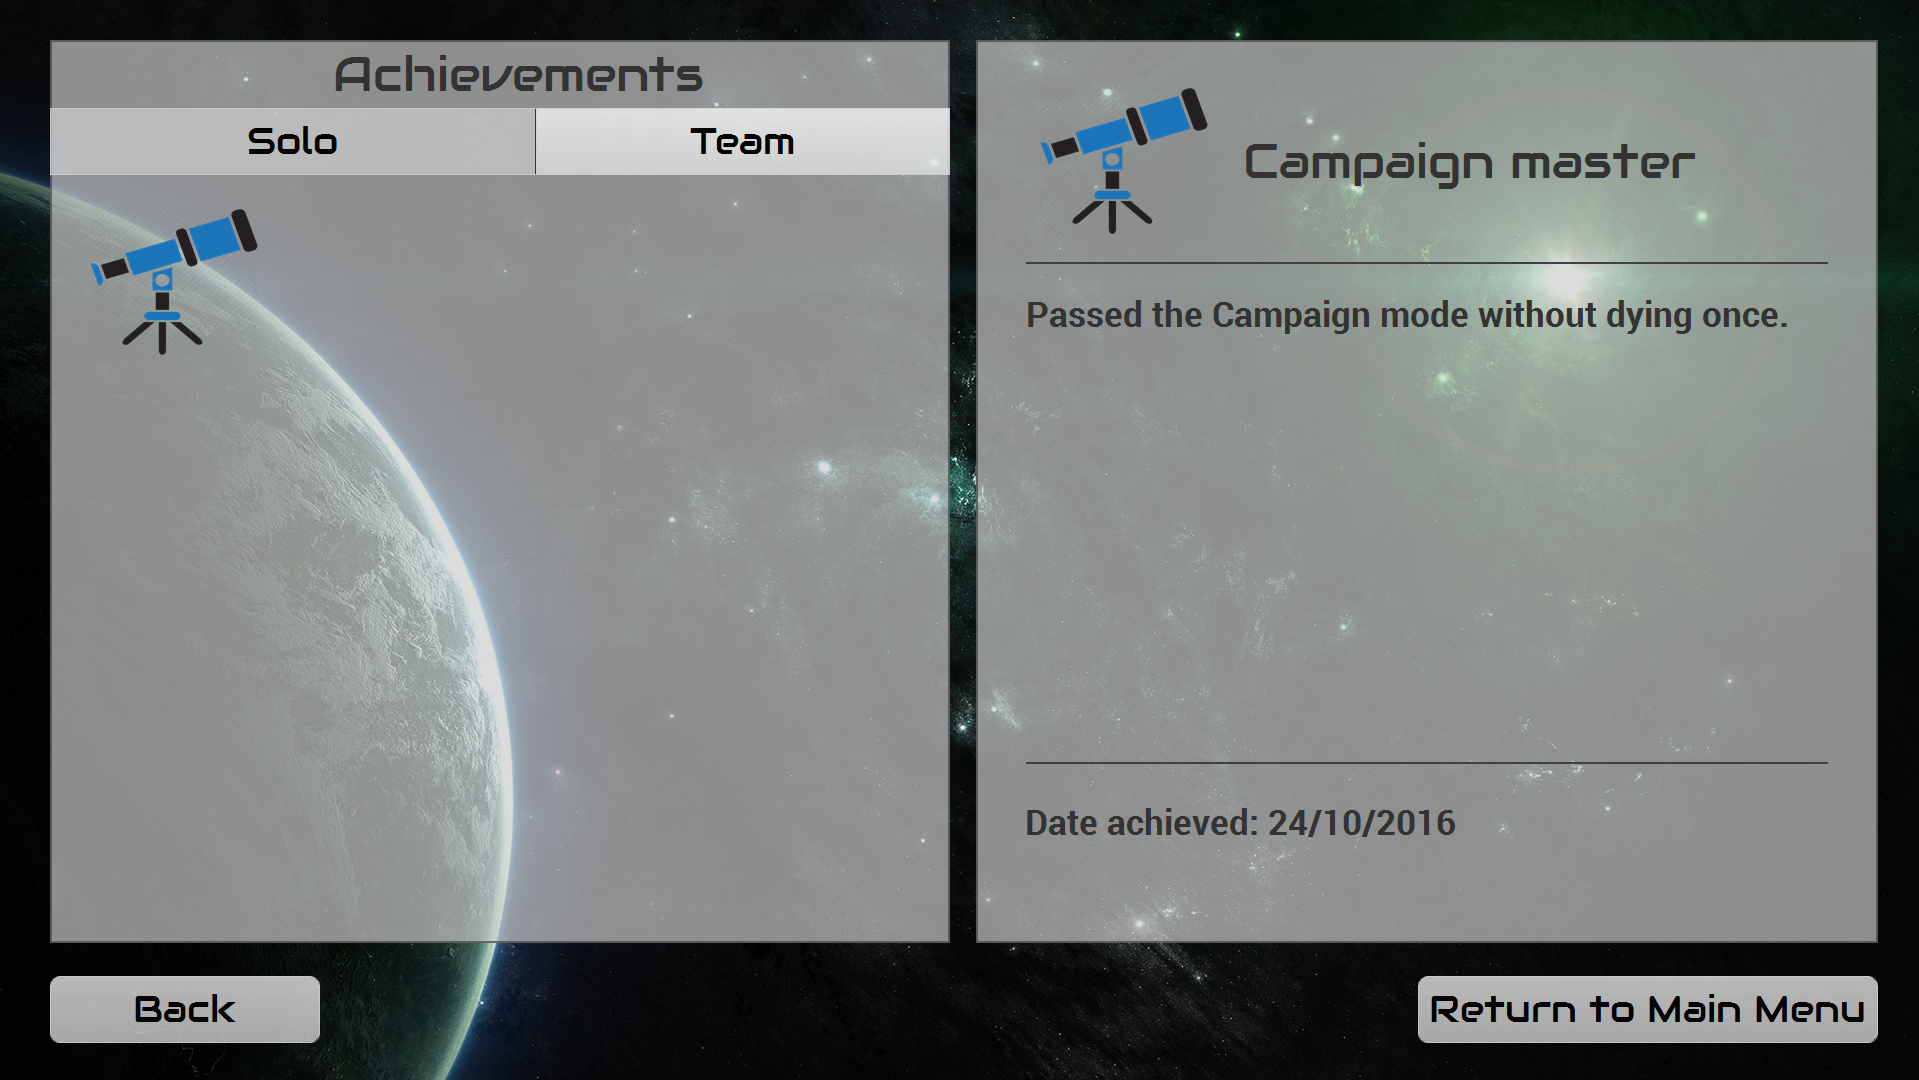 Achievements
Solo
Team
Campaign master
Passed the Campaign mode without dying once.
Date achieved: 24/10/2016
Back
Return to Main Menu